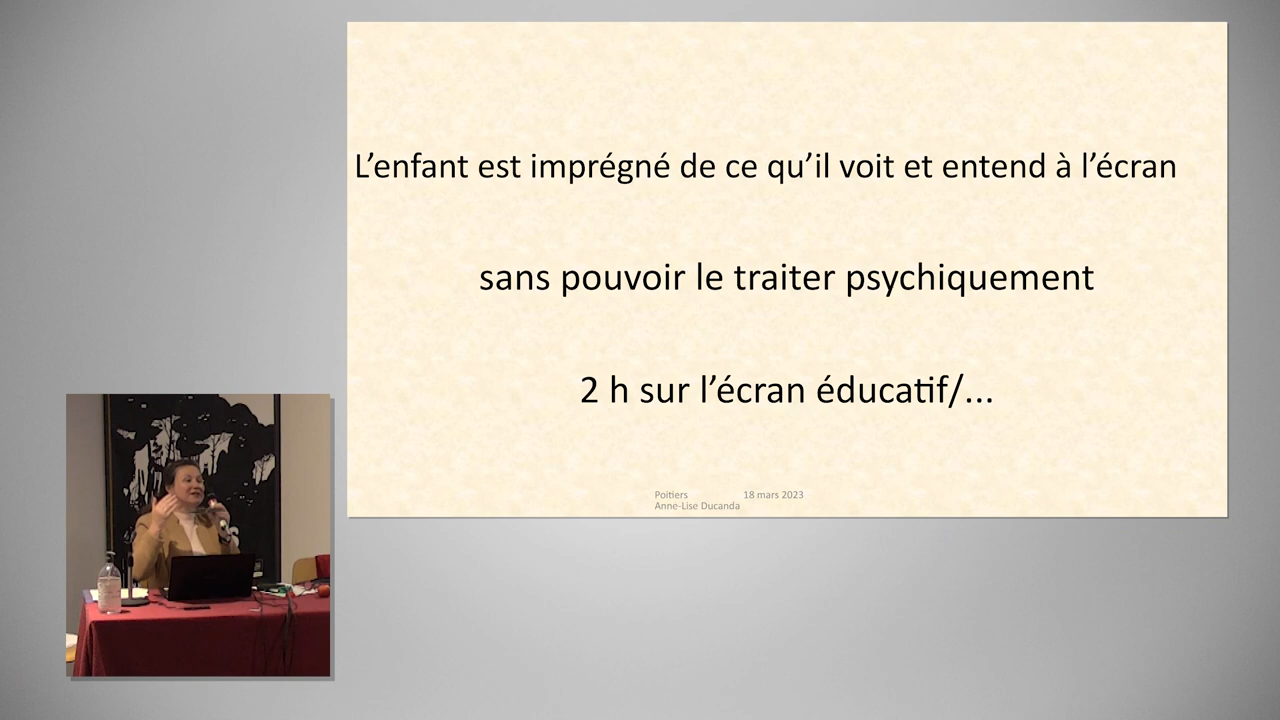 L’enfant est imprégné de ce qu’il voit et entend à l’écran
sans pouvoir le traiter psychiquement
2 h sur l’écran éducatif/...
Poitiers 18 mars 2023
Anne-Lise Ducanda